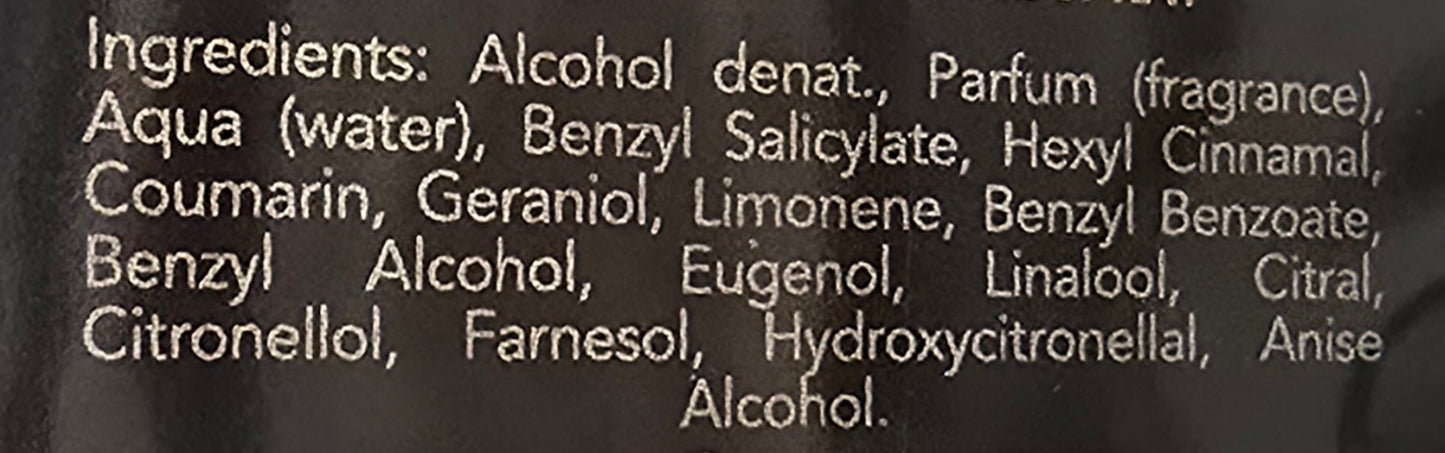 Ingredients: Alcohol denat., Parfum (fragrance),
Aqua (water), Benzyl Salicylate, Hexyl Cinnamal,
Coumarin, Geraniol, Limonene, Benzyl Benzoate,
Benzyl Alcohol, Eugenol, Linalool, Citral,
Citronellol, Farnesol, Hydroxycitronellal, Anise
Alcohol.